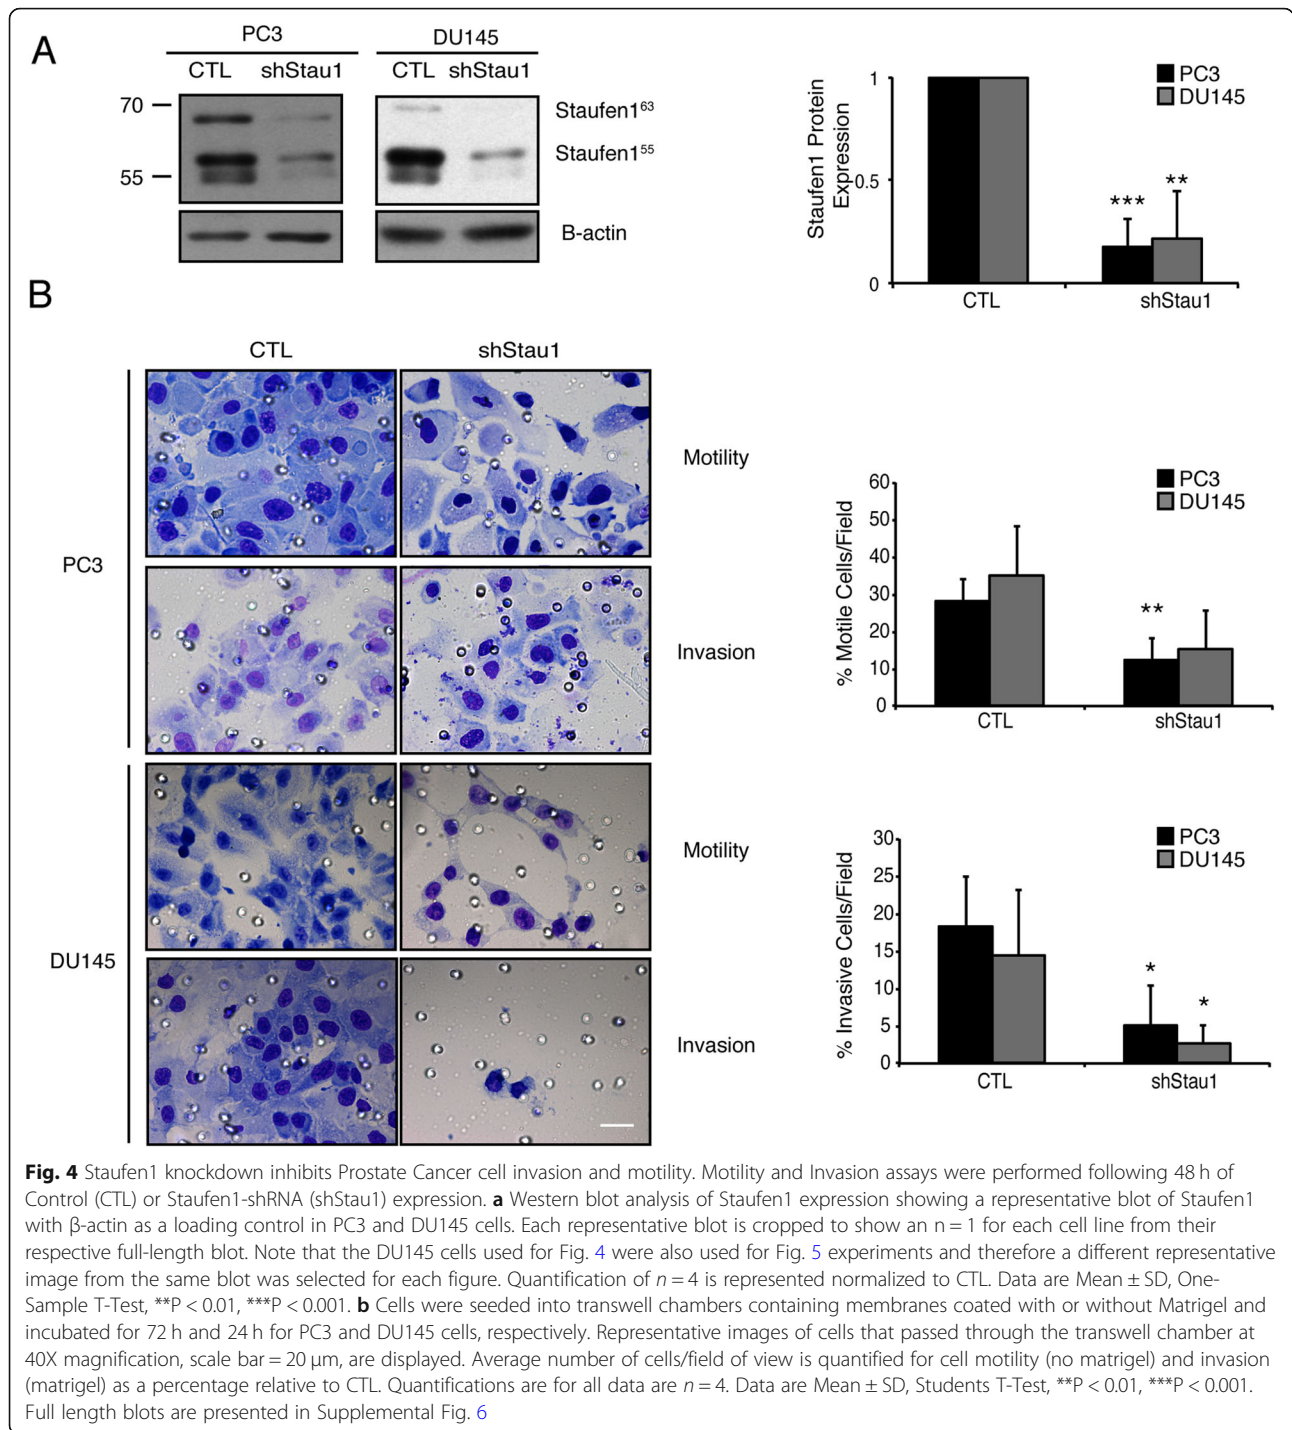 A
PC3 DU145
CTL shStau1 CTL shStau1
70
55
Staufen1⁶³
Staufen1⁵⁵
B-actin
Staufen1 Protein
Expression
1
0.5
0
PC3
DU145
***
**
CTL shStau1
B
CTL shStau1
PC3
Motility
Invasion
DU145
Motility
Invasion
% Motile Cells/Field
60
50
40
30
20
10
0
PC3
DU145
**
CTL shStau1
% Invasive Cells/Field
30
25
20
15
10
5
0
PC3
DU145
*
*
CTL shStau1
Fig. 4 Staufen1 knockdown inhibits Prostate Cancer cell invasion and motility. Motility and Invasion assays were performed following 48 h of
Control (CTL) or Staufen1-shRNA (shStau1) expression. a Western blot analysis of Staufen1 expression showing a representative blot of Staufen1
with β-actin as a loading control in PC3 and DU145 cells. Each representative blot is cropped to show an n = 1 for each cell line from their
respective full-length blot. Note that the DU145 cells used for Fig. 4 were also used for Fig. 5 experiments and therefore a different representative
image from the same blot was selected for each figure. Quantification of n = 4 is represented normalized to CTL. Data are Mean ± SD, One-
Sample T-Test, **P < 0.01, ***P < 0.001. b Cells were seeded into transwell chambers containing membranes coated with or without Matrigel and
incubated for 72 h and 24 h for PC3 and DU145 cells, respectively. Representative images of cells that passed through the transwell chamber at
40X magnification, scale bar = 20 μm, are displayed. Average number of cells/field of view is quantified for cell motility (no matrigel) and invasion
(matrigel) as a percentage relative to CTL. Quantifications are for all data are n = 4. Data are Mean ± SD, Students T-Test, **P < 0.01, ***P < 0.001.
Full length blots are presented in Supplemental Fig. 6